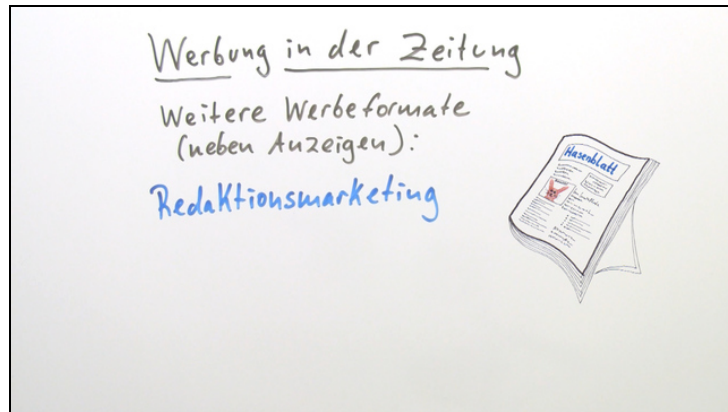 Werbung in der Zeitung
Weitere Werbeformate
(neben Anzeigen):
Redaktionsmarketing
Hasenblatt